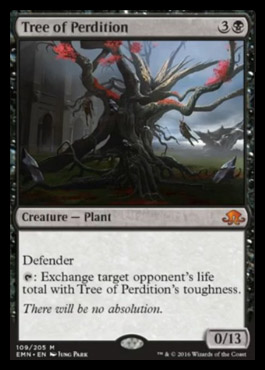 Tree of Perdition 3
Creature — Plant
Defender
: Exchange target opponent's life
total with Tree of Perdition's toughness.
There will be no absolution.
0/13
109/205 M
EMN • EN Jung Park
™ & © 2016 Wizards of the Coast